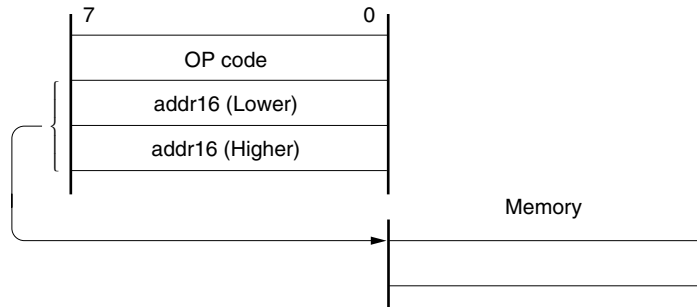 7 0
OP code
addr16 (Lower)
addr16 (Higher)
Memory